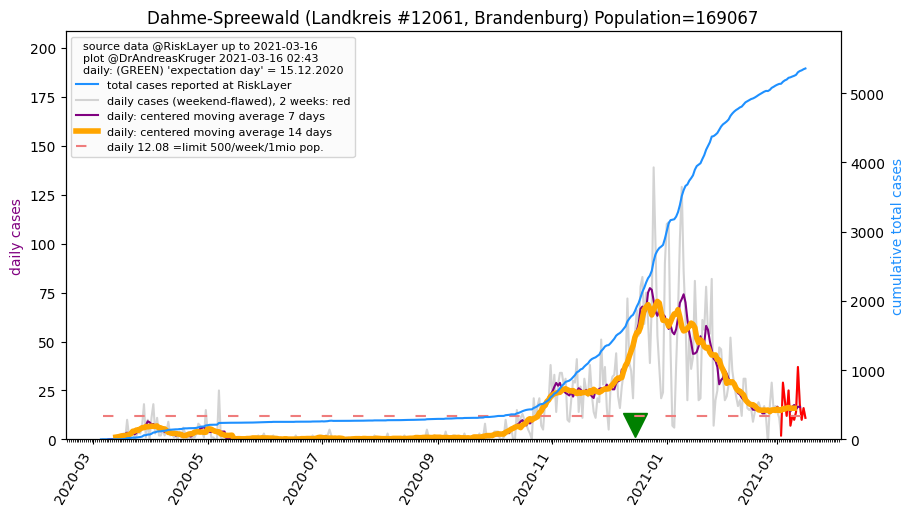 Dahme-Spreewald (Landkreis #12061, Brandenburg) Population=169067
source data @RiskLayer up to 2021-03-16
plot @DrAndreasKruger 2021-03-16 02:43
daily: (GREEN) 'expectation day' = 15.12.2020
total cases reported at RiskLayer
daily cases (weekend-flawed), 2 weeks: red
daily: centered moving average 7 days
daily: centered moving average 14 days
daily 12.08 =limit 500/week/1mio pop.
daily cases
200
175
150
125
100
75
50
25
0
cumulative total cases
5000
4000
3000
2000
1000
0
2020-03
2020-05
2020-07
2020-09
2020-11
2021-01
2021-03